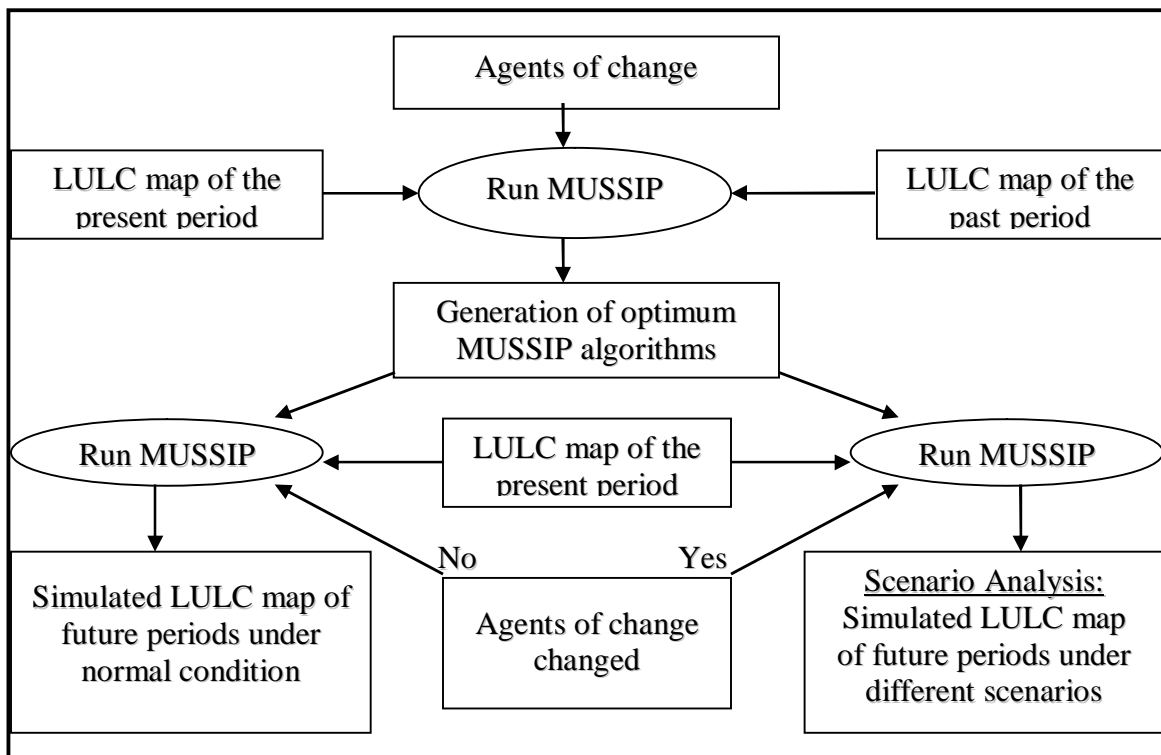 Agents of change
LULC map of the
present period
Run MUSSIP
LULC map of the
past period
Generation of optimum
MUSSIP algorithms
Run MUSSIP
LULC map of the
present period
Run MUSSIP
No
Yes
Simulated LULC map of
future periods under
normal condition
Agents of change
changed
Scenario Analysis:
Simulated LULC map
of future periods under
different scenarios